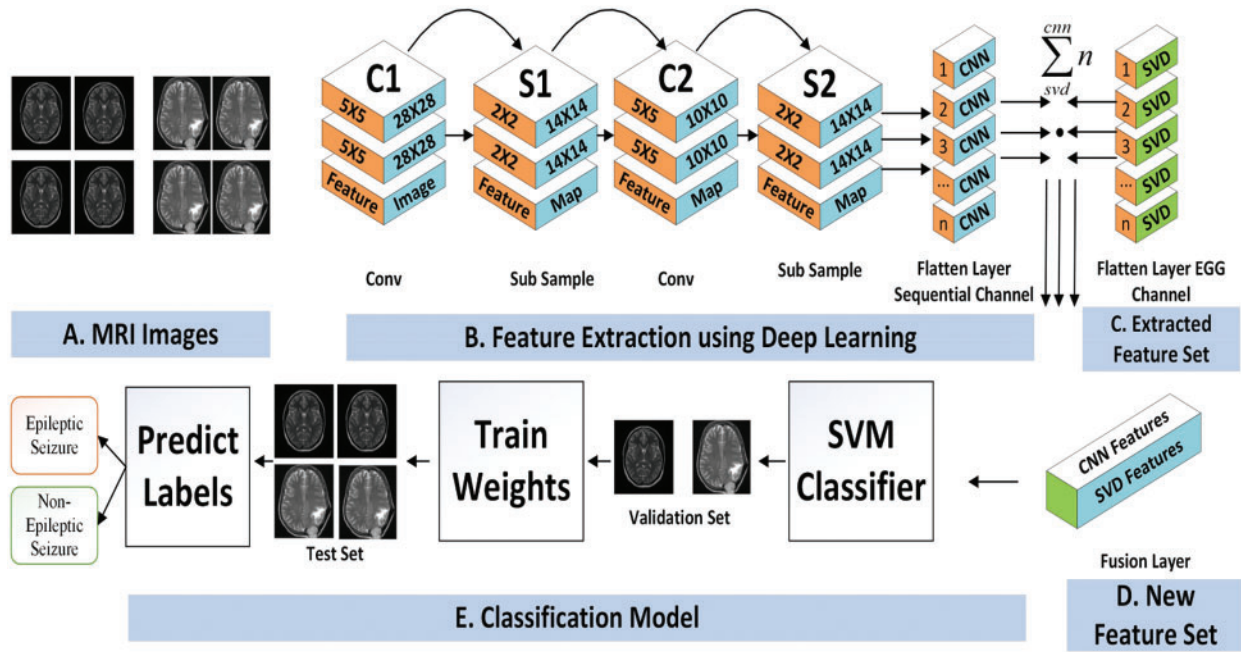 C1
5X5 28X28
5X5 28X28
Feature Image
Conv
S1
2X2 14X14
2X2 14X14
Feature Map
Sub Sample
C2
5X5 10X10
5X5 10X10
Feature Map
Conv
S2
2X2 14X14
2X2 14X14
Feature Map
Sub Sample
1 CNN
2 CNN
3 CNN
... CNN
n CNN
Flatten Layer
Sequential Channel
cnn
∑ n
svd
1 SVD
2 SVD
3 SVD
... SVD
n SVD
Flatten Layer EGG
Channel
A. MRI Images
B. Feature Extraction using Deep Learning
C. Extracted
Feature Set
Epileptic
Seizure
Non-
Epileptic
Seizure
Predict
Labels
Test Set
Train
Weights
Validation Set
SVM
Classifier
CNN Features
SVD Features
Fusion Layer
E. Classification Model
D. New
Feature Set